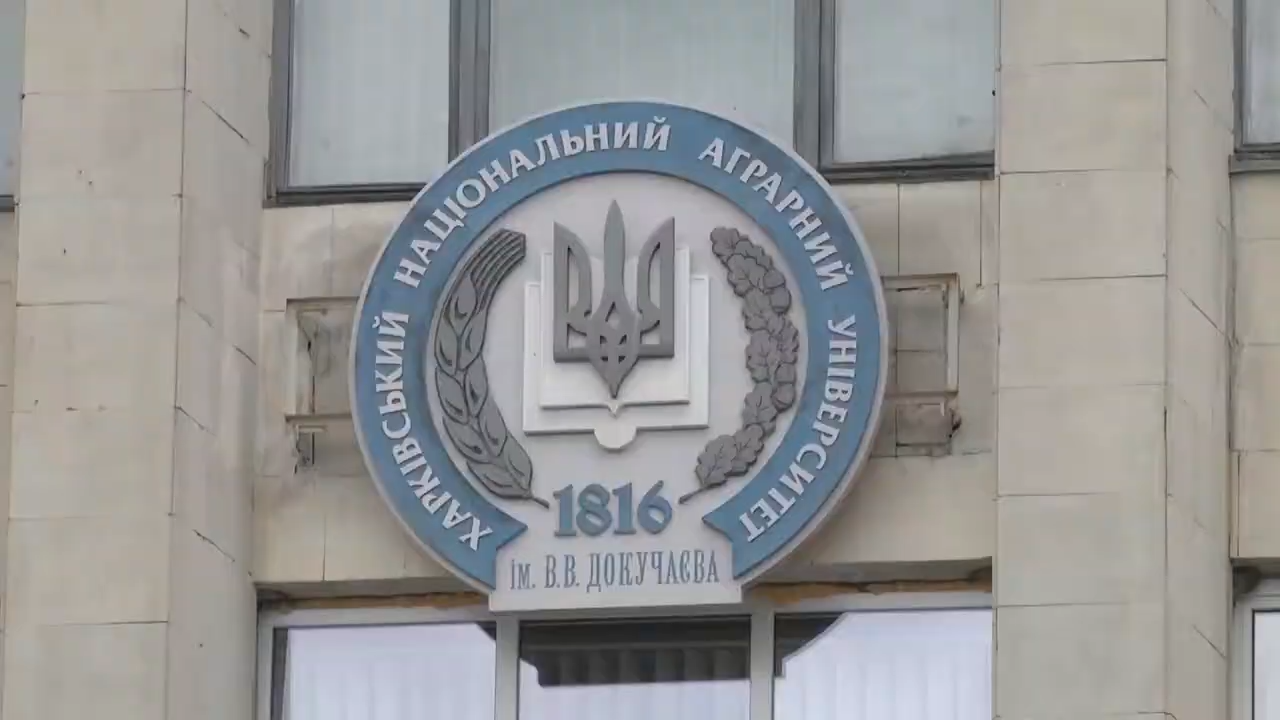 ХАРКІВСЬКИЙ НАЦІОНАЛЬНИЙ АГРАРНИЙ УНІВЕРСИТЕТ
1816
ім. В.В. ДОКУЧАЄВА